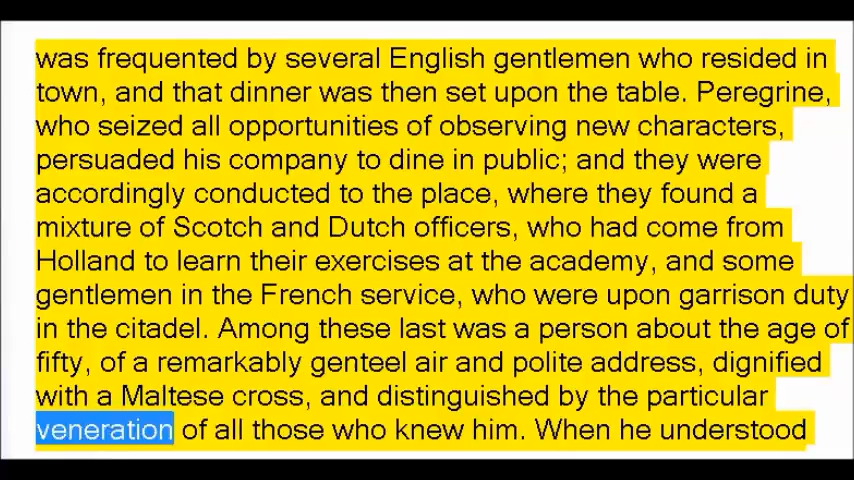 was frequented by several English gentlemen who resided in
town, and that dinner was then set upon the table. Peregrine,
who seized all opportunities of observing new characters,
persuaded his company to dine in public; and they were
accordingly conducted to the place, where they found a
mixture of Scotch and Dutch officers, who had come from
Holland to learn their exercises at the academy, and some
gentlemen in the French service, who were upon garrison duty
in the citadel. Among these last was a person about the age of
fifty, of a remarkably genteel air and polite address, dignified
with a Maltese cross, and distinguished by the particular
veneration of all those who knew him. When he understood